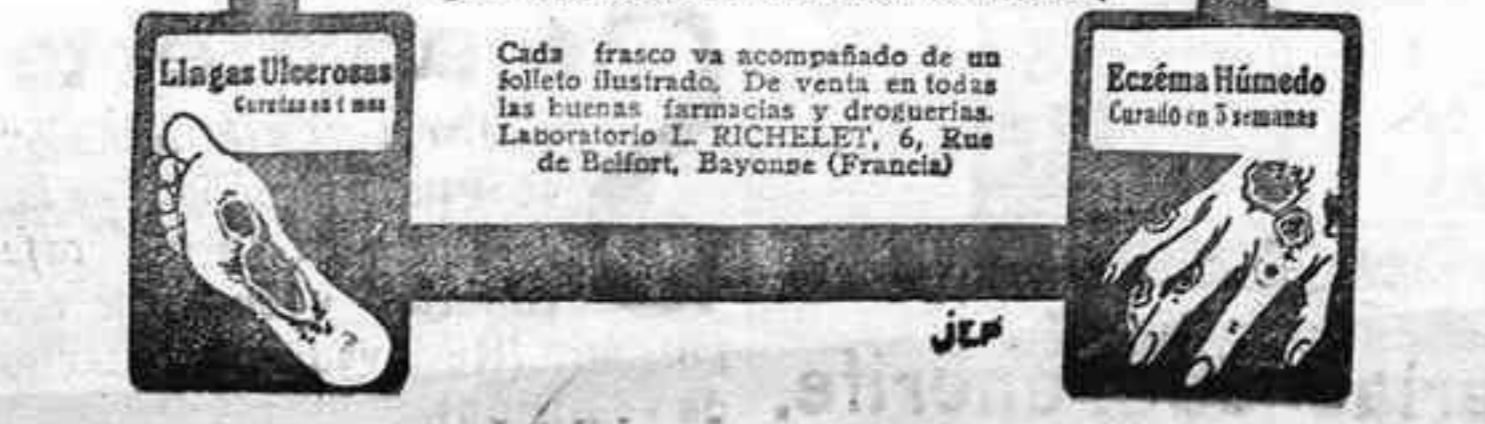 Llagas Ulcerosas
Curadas en 1 mes
Cada frasco va acompañado de un
folleto ilustrado. De venta en todas
las buenas farmacias y droguerías.
Laboratorio L. RICHELET, 6, Rue
de Belfort, Bayonne (Francia)
Eczéma Húmedo
Curado en 3 semanas